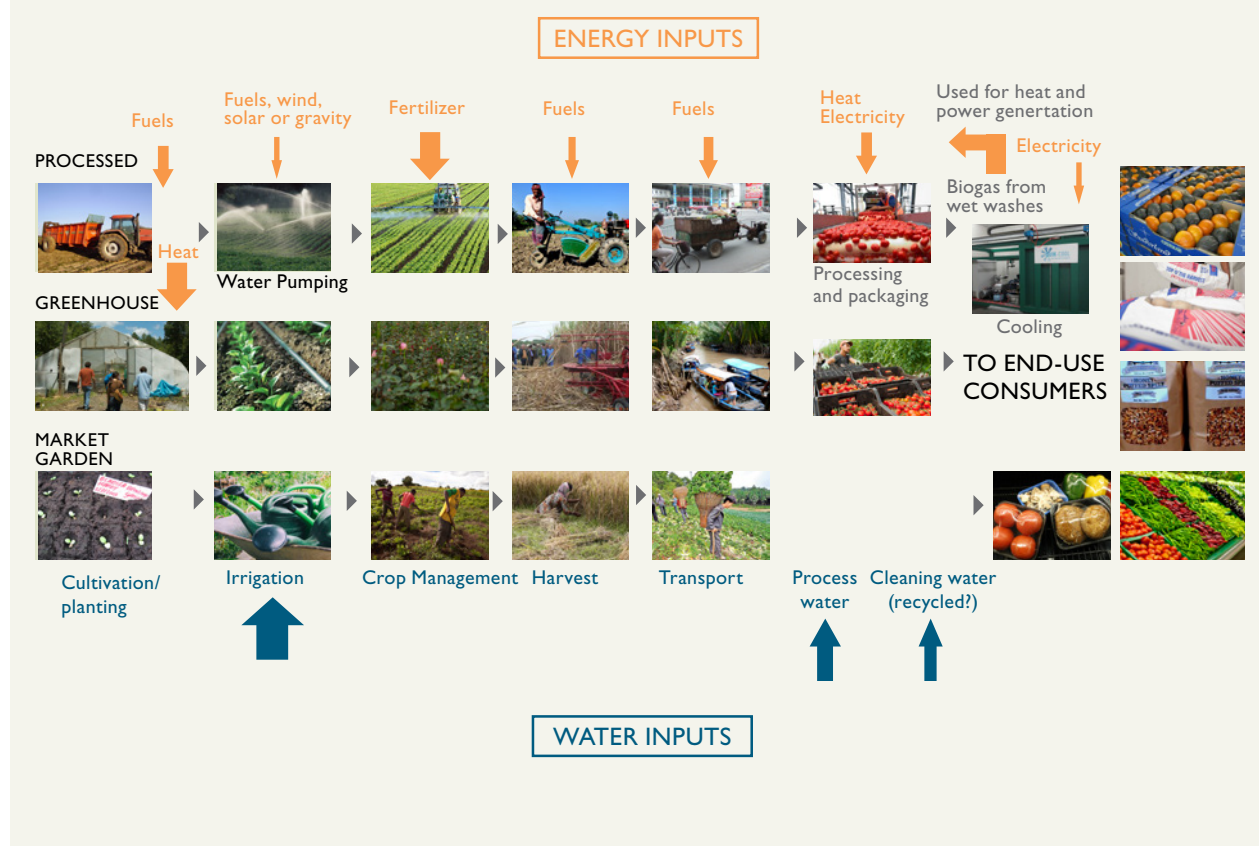 ENERGY INPUTS
Fuels
Fuels, wind,
solar or gravity
Fertilizer
Fuels
Fuels
Heat
Electricity
Used for heat and
power genertation
Electricity
Biogas from
wet washes
PROCESSED
Heat
Water Pumping
Processing
and packaging
Cooling
GREENHOUSE
TO END-USE
CONSUMERS
MARKET
GARDEN
Cultivation/
planting
Irrigation
Crop Management
Harvest
Transport
Process
water
Cleaning water
(recycled?)
WATER INPUTS